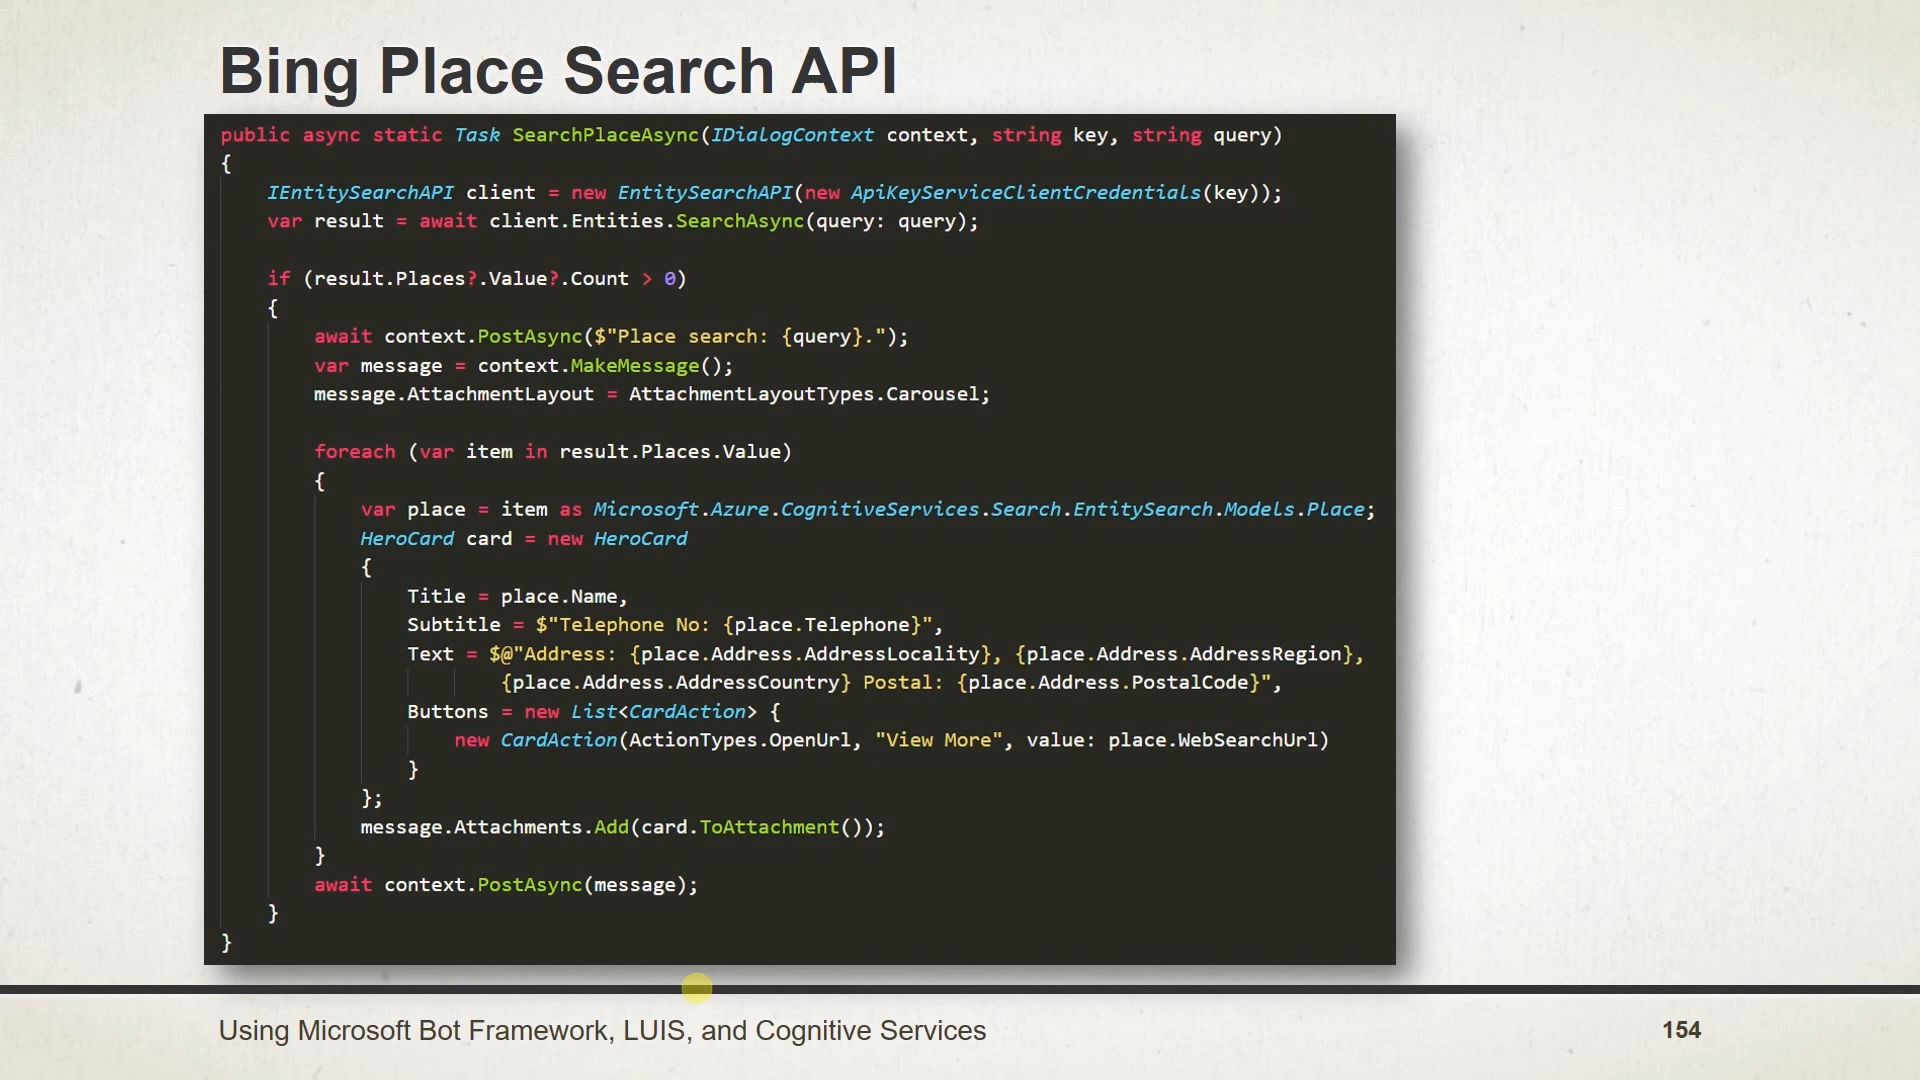 Bing Place Search API
public async static Task SearchPlaceAsync(IDialogContext context, string key, string query)
{
IEntitySearchAPI client = new EntitySearchAPI(new ApiKeyServiceClientCredentials(key));
var result = await client.Entities.SearchAsync(query: query);
if (result.Places?.Value?.Count > 0)
{
await context.PostAsync($"Place search: {query}.");
var message = context.MakeMessage();
message.AttachmentLayout = AttachmentLayoutTypes.Carousel;
foreach (var item in result.Places.Value)
{
var place = item as Microsoft.Azure.CognitiveServices.Search.EntitySearch.Models.Place;
HeroCard card = new HeroCard
{
Title = place.Name,
Subtitle = $"Telephone No: {place.Telephone}",
Text = $@"Address: {place.Address.AddressLocality}, {place.Address.AddressRegion},
{place.Address.AddressCountry} Postal: {place.Address.PostalCode}",
Buttons = new List<CardAction> {
new CardAction(ActionTypes.OpenUrl, "View More", value: place.WebSearchUrl)
}
};
message.Attachments.Add(card.ToAttachment());
}
await context.PostAsync(message);
}
}
Using Microsoft Bot Framework, LUIS, and Cognitive Services
154